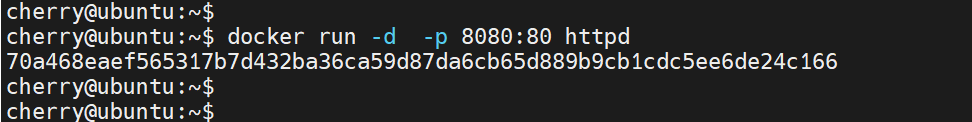 cherry@ubuntu:~$
cherry@ubuntu:~$ docker run -d  -p 8080:80 httpd
70a468eaef565317b7d432ba36ca59d87da6cb65d889b9cb1cdc5ee6de24c166
cherry@ubuntu:~$
cherry@ubuntu:~$